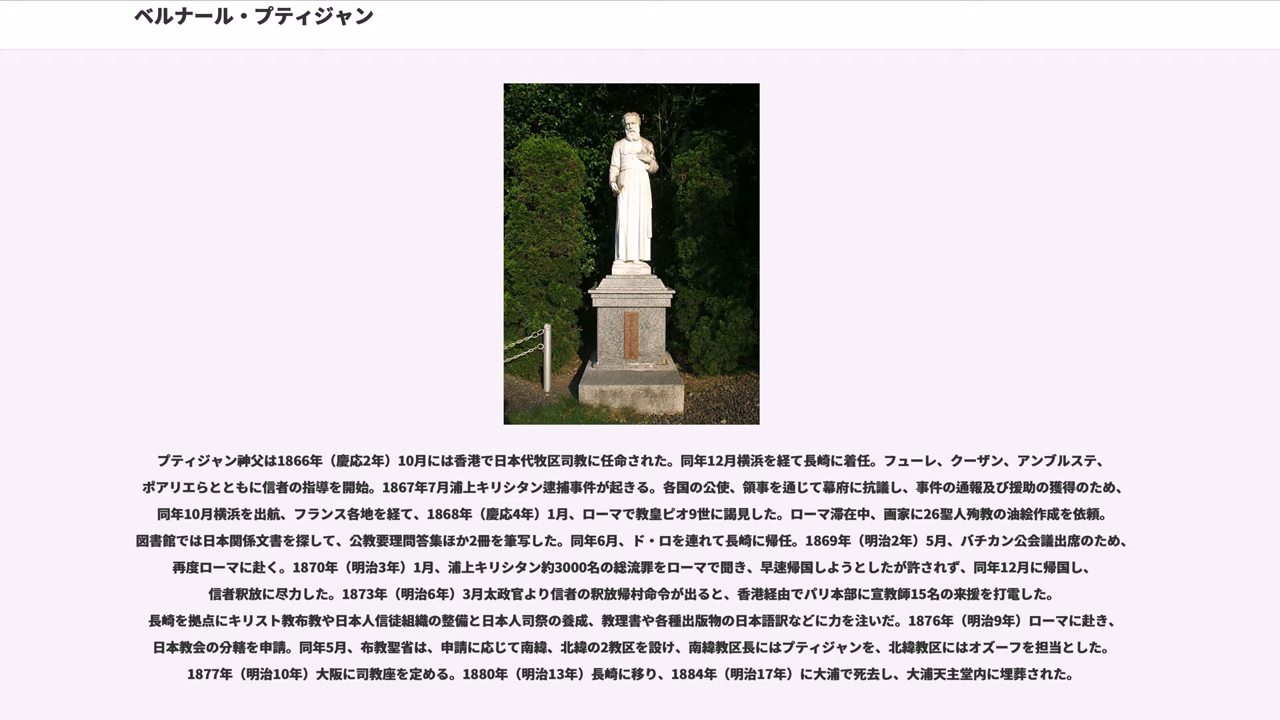 ベルナール・プティジャン
プティジャン神父は1866年（慶応2年）10月には香港で日本代牧区司教に任命された。同年12月横浜を経て長崎に着任。フューレ、クーザン、アンブルステ、
ポアリエらとともに信者の指導を開始。1867年7月浦上キリシタン逮捕事件が起きる。各国の公使、領事を通じて幕府に抗議し、事件の通報及び援助の獲得のため、
同年10月横浜を出航、フランス各地を経て、1868年（慶応4年）1月、ローマで教皇ピオ9世に謁見した。ローマ滞在中、画家に26聖人殉教の油絵作成を依頼。
図書館では日本関係文書を探して、公教要理問答集ほか2冊を筆写した。同年6月、ド・ロを連れて長崎に帰任。1869年（明治2年）5月、バチカン公会議出席のため、
再度ローマに赴く。1870年（明治3年）1月、浦上キリシタン約3000名の総流罪をローマで聞き、早速帰国しようとしたが許されず、同年12月に帰国し、
信者釈放に尽力した。1873年（明治6年）3月太政官より信者の釈放帰村命令が出ると、香港経由でパリ本部に宣教師15名の来援を打電した。
長崎を拠点にキリスト教布教や日本人信徒組織の整備と日本人司祭の養成、教理書や各種出版物の日本語訳などに力を注いだ。1876年（明治9年）ローマに赴き、
日本教会の分轄を申請。同年5月、布教聖省は、申請に応じて南緯、北緯の2教区を設け、南緯教区長にはプティジャンを、北緯教区にはオズーフを担当とした。
1877年（明治10年）大阪に司教座を定める。1880年（明治13年）長崎に移り、1884年（明治17年）に大浦で死去し、大浦天主堂内に埋葬された。